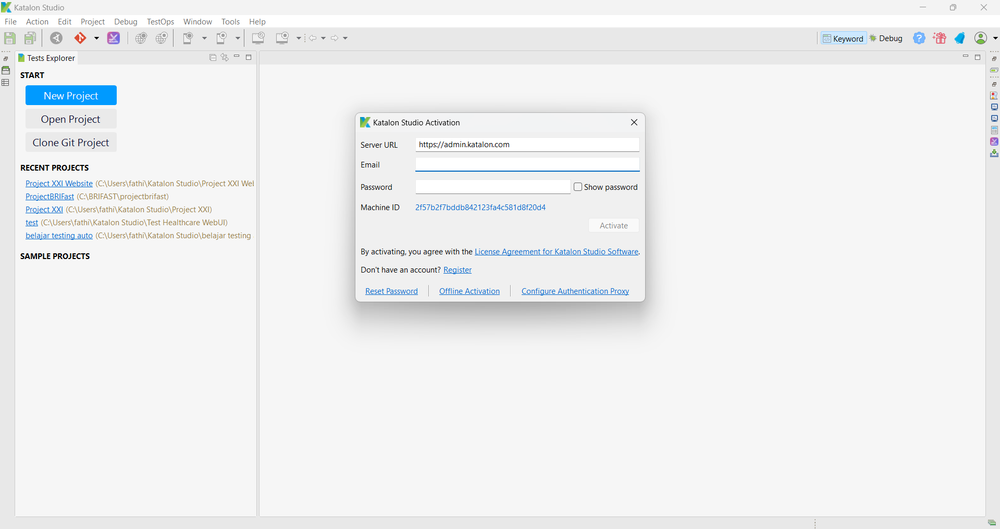 Katalon Studio
File Action Edit Project Debug TestOps Window Tools Help
Keyword Debug
Tests Explorer
START
New Project
Open Project
Clone Git Project
RECENT PROJECTS
Project XXI Website (C:\Users\fathi\Katalon Studio\Project XXI Wel
ProjectBRIFast (C:\BRIFAST\projectbrifast)
Project XXI (C:\Users\fathi\Katalon Studio\Project XXI)
test (C:\Users\fathi\Katalon Studio\Test Healthcare WebUI)
belajar testing auto (C:\Users\fathi\Katalon Studio\belajar testing
SAMPLE PROJECTS
Katalon Studio Activation
Server URL https://admin.katalon.com
Email
Password Show password
Machine ID 2f57b2f7bddb842123fa4c581d8f20d4
Activate
By activating, you agree with the License Agreement for Katalon Studio Software.
Don't have an account? Register
Reset Password Offline Activation Configure Authentication Proxy